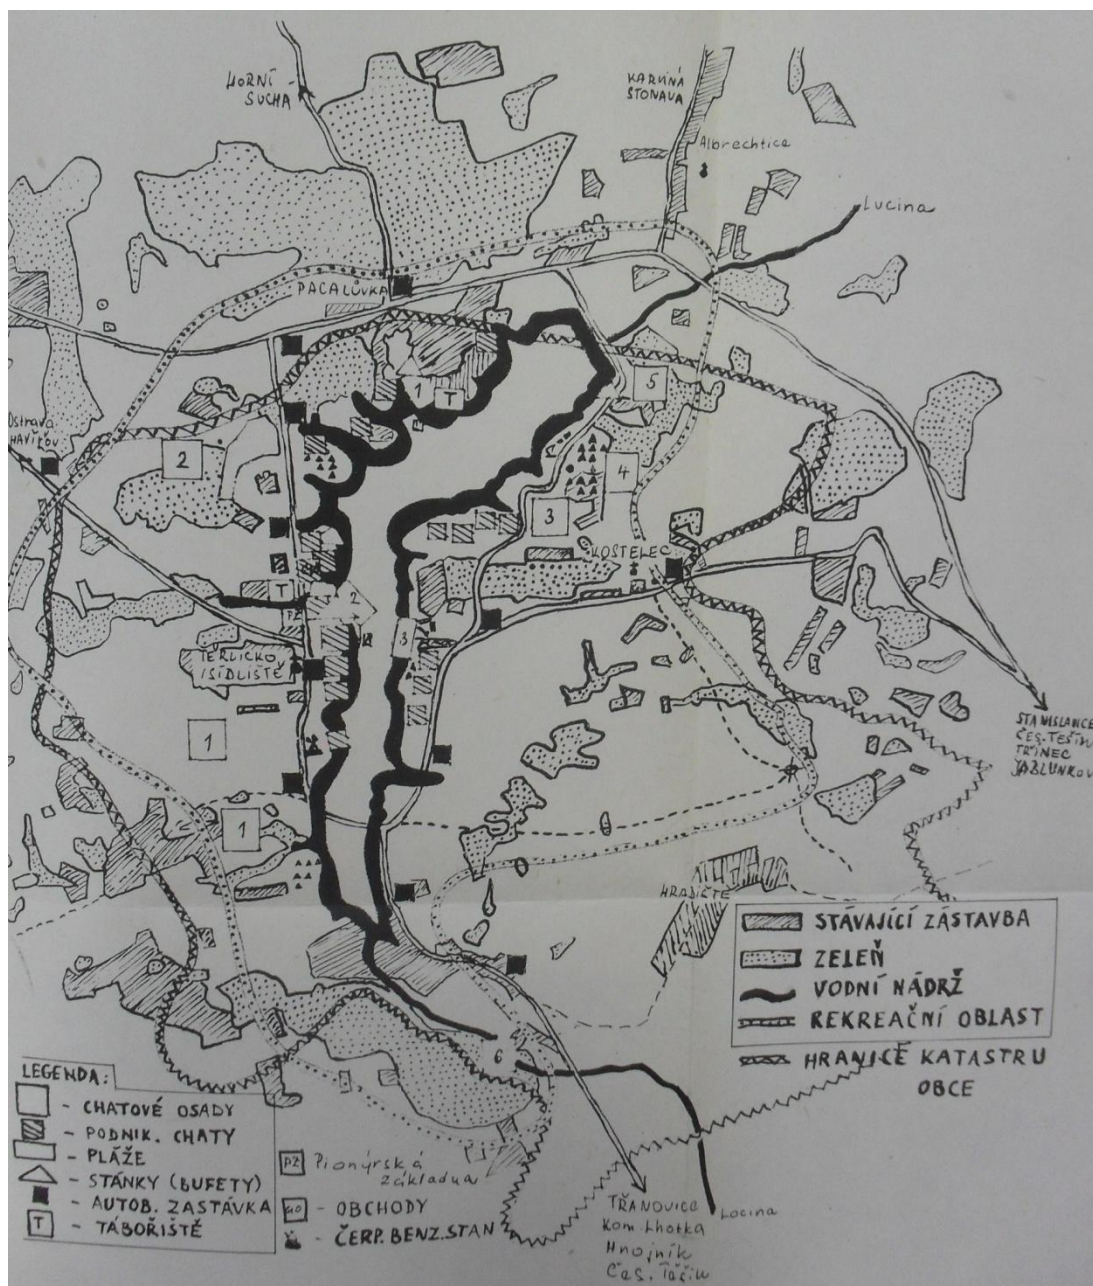 HORNÍ
SUCHÁ
KARVINÁ
STONAVA
Albrechtice
Lucina
PACALŮVKA
1
T
5
Ostrava
HAVÍŘOV
2
4
3
KOSTELEC
T
2
PZ
3
TĚRLICKO
/SÍDLIŠTĚ
1
STANISLAVICE
ČES. TĚŠÍN
TŘINEC
JABLUNKOV
1
HRADIŠTĚ
STÁVAJÍCÍ ZÁSTAVBA
ZELEŇ
VODNÍ NÁDRŽ
REKREAČNÍ OBLAST
HRANICE KATASTRU
OBCE
6
LEGENDA:
- CHATOVÉ OSADY
- PODNIK. CHATY
- PLÁŽE
- STÁNKY (BUFETY)
- AUTOB. ZASTÁVKA
T - TÁBOŘIŠTĚ
PZ Pionýrská
základna
- OBCHODY
- ČERP. BENZ. STAN
TŘANOVICE
Kom. Lhotka
Hnojník
Čes. Těšín
Locina